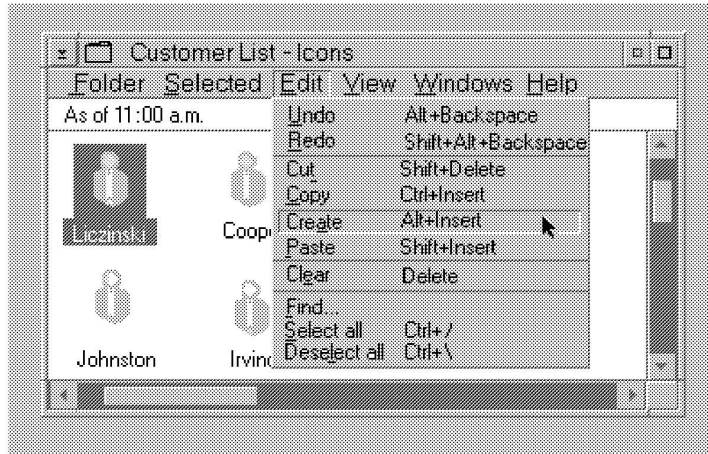 Customer List - Icons
Folder Selected Edit View Windows Help
As of 11:00 a.m.
Undo Alt+Backspace
Redo Shift+Alt+Backspace
Cut Shift+Delete
Copy Ctrl+Insert
Create Alt+Insert
Paste Shift+Insert
Clear Delete
Find...
Select all Ctrl+/
Deselect all Ctrl+\
Liczinski Coop
Johnston Irvin